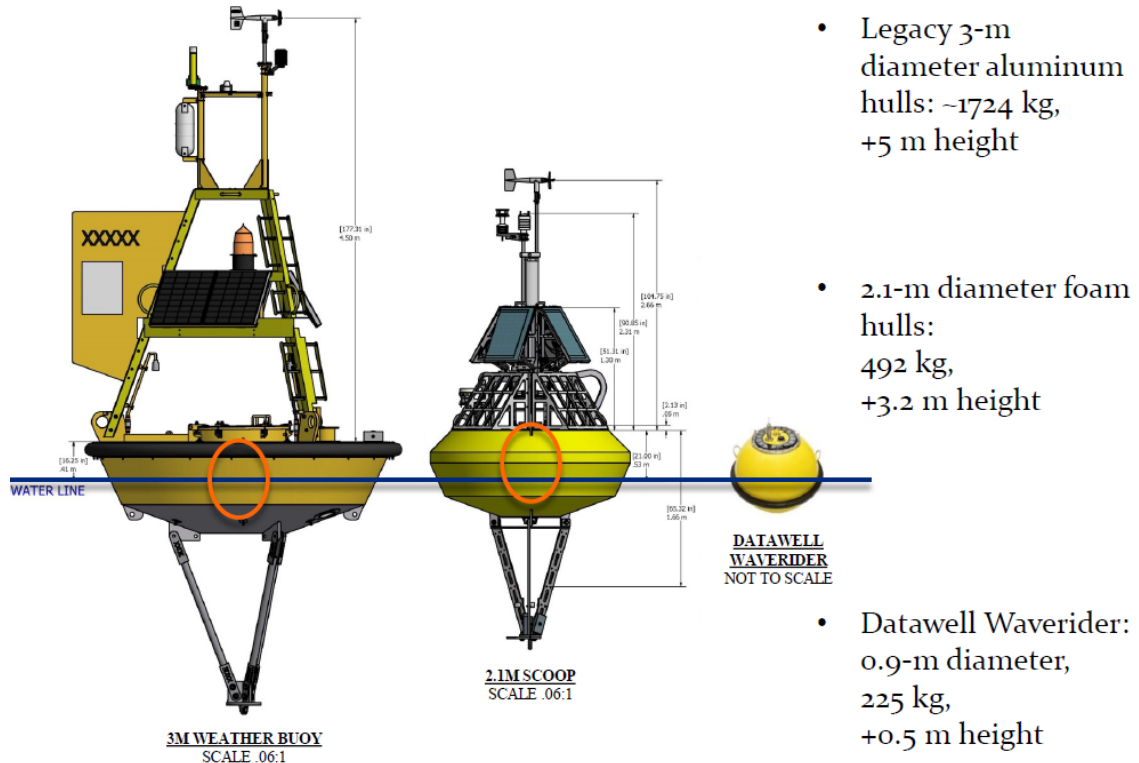 XXXXX
[177.31 in]
4.50 m
[16.25 in]
.41 m
WATER LINE
3M WEATHER BUOY
SCALE .06:1
[104.75 in]
2.66 m
[90.85 in]
2.31 m
[51.31 in]
1.30 m
[2.13 in]
[21.00 in]
.53 m
[65.32 in]
1.66 m
2.1M SCOOP
SCALE .06:1
DATAWELL
WAVERIDER
NOT TO SCALE
• Legacy 3-m
diameter aluminum
hulls: ~1724 kg,
+5 m height
• 2.1-m diameter foam
hulls:
492 kg,
+3.2 m height
• Datawell Waverider:
0.9-m diameter,
225 kg,
+0.5 m height